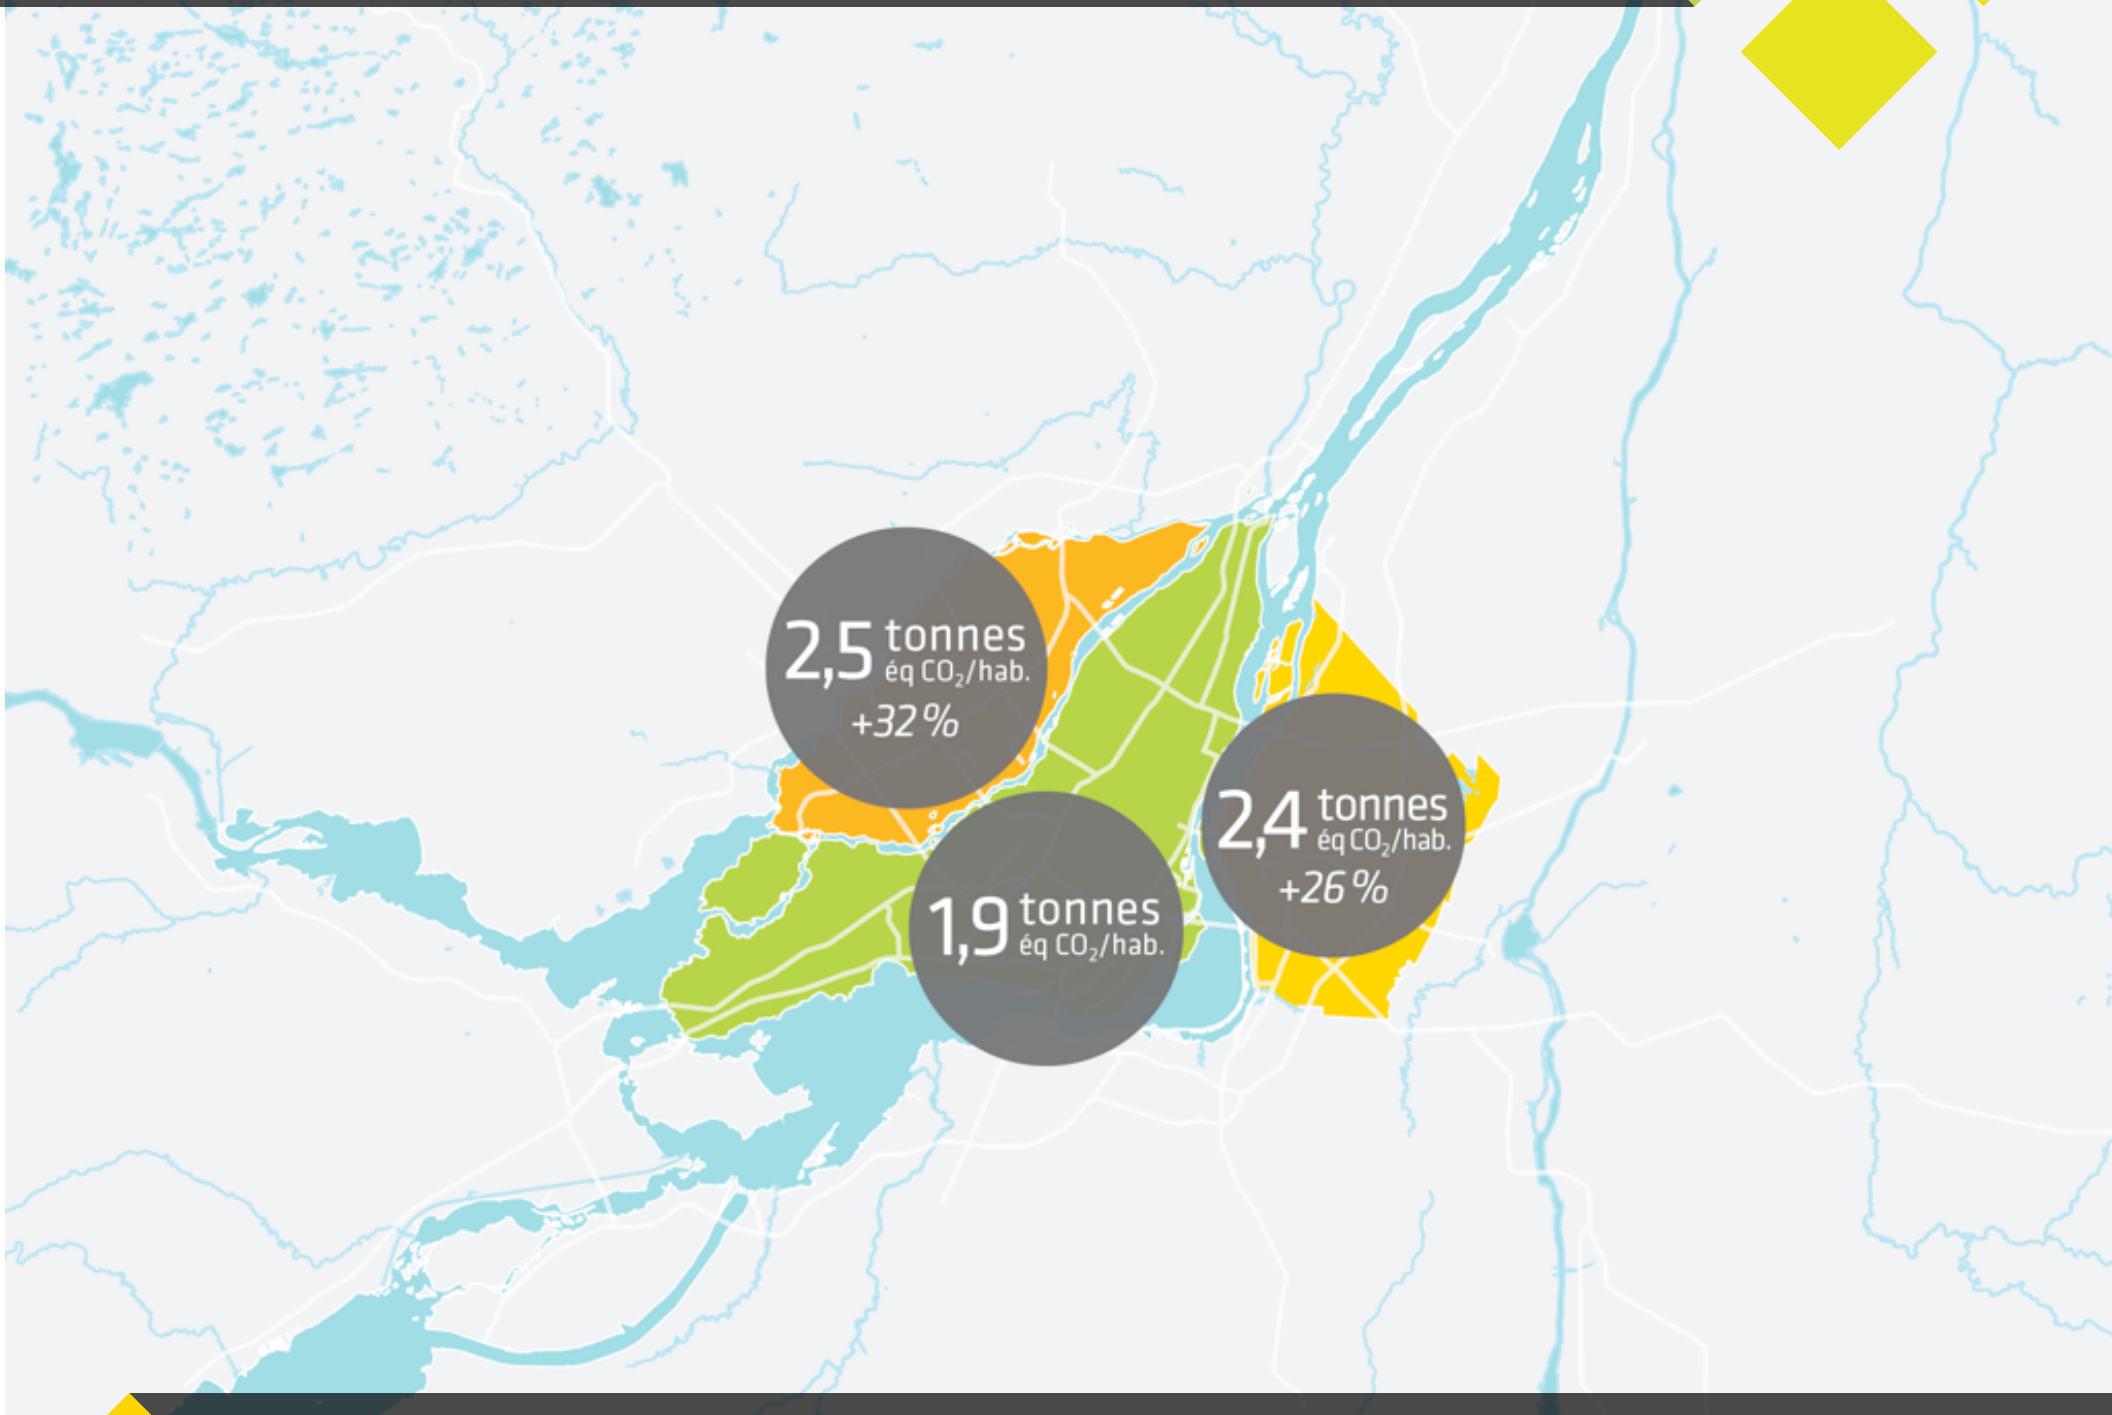 2,5 tonnes
éq CO₂/hab.
+32 %
2,4 tonnes
éq CO₂/hab.
+26 %
1,9 tonnes
éq CO₂/hab.